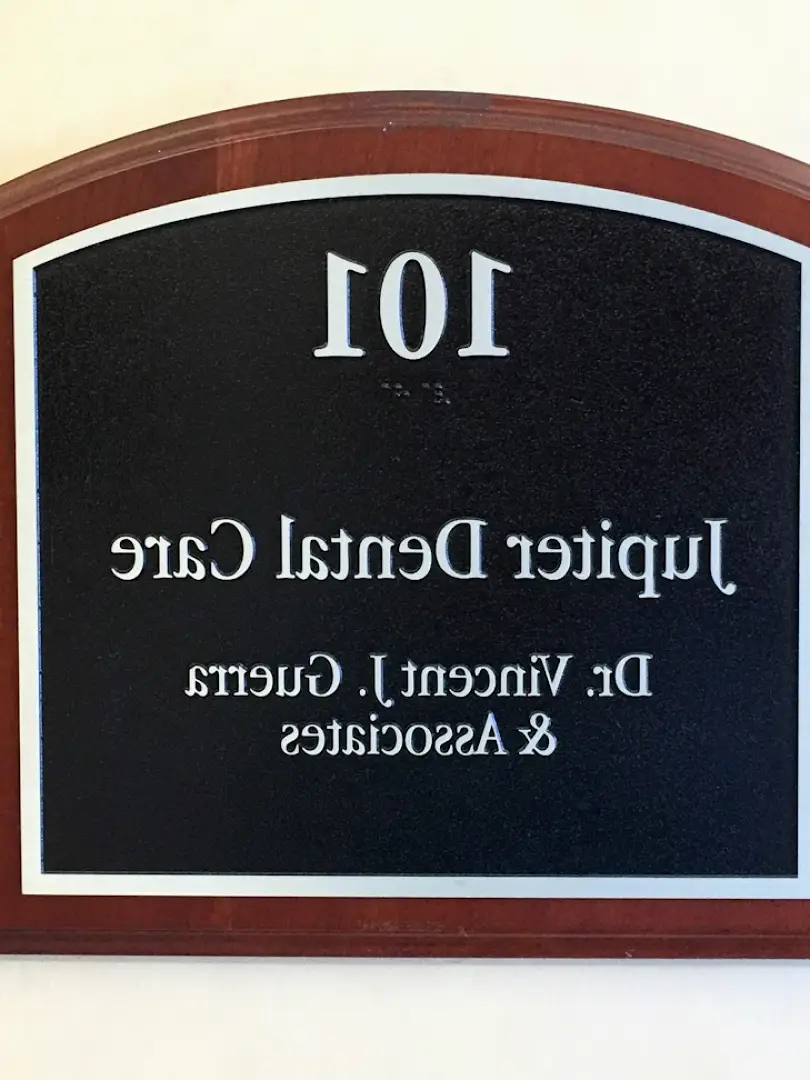 101
Jupiter Dental Care
Dr. Vincent J. Guerra
& Associates